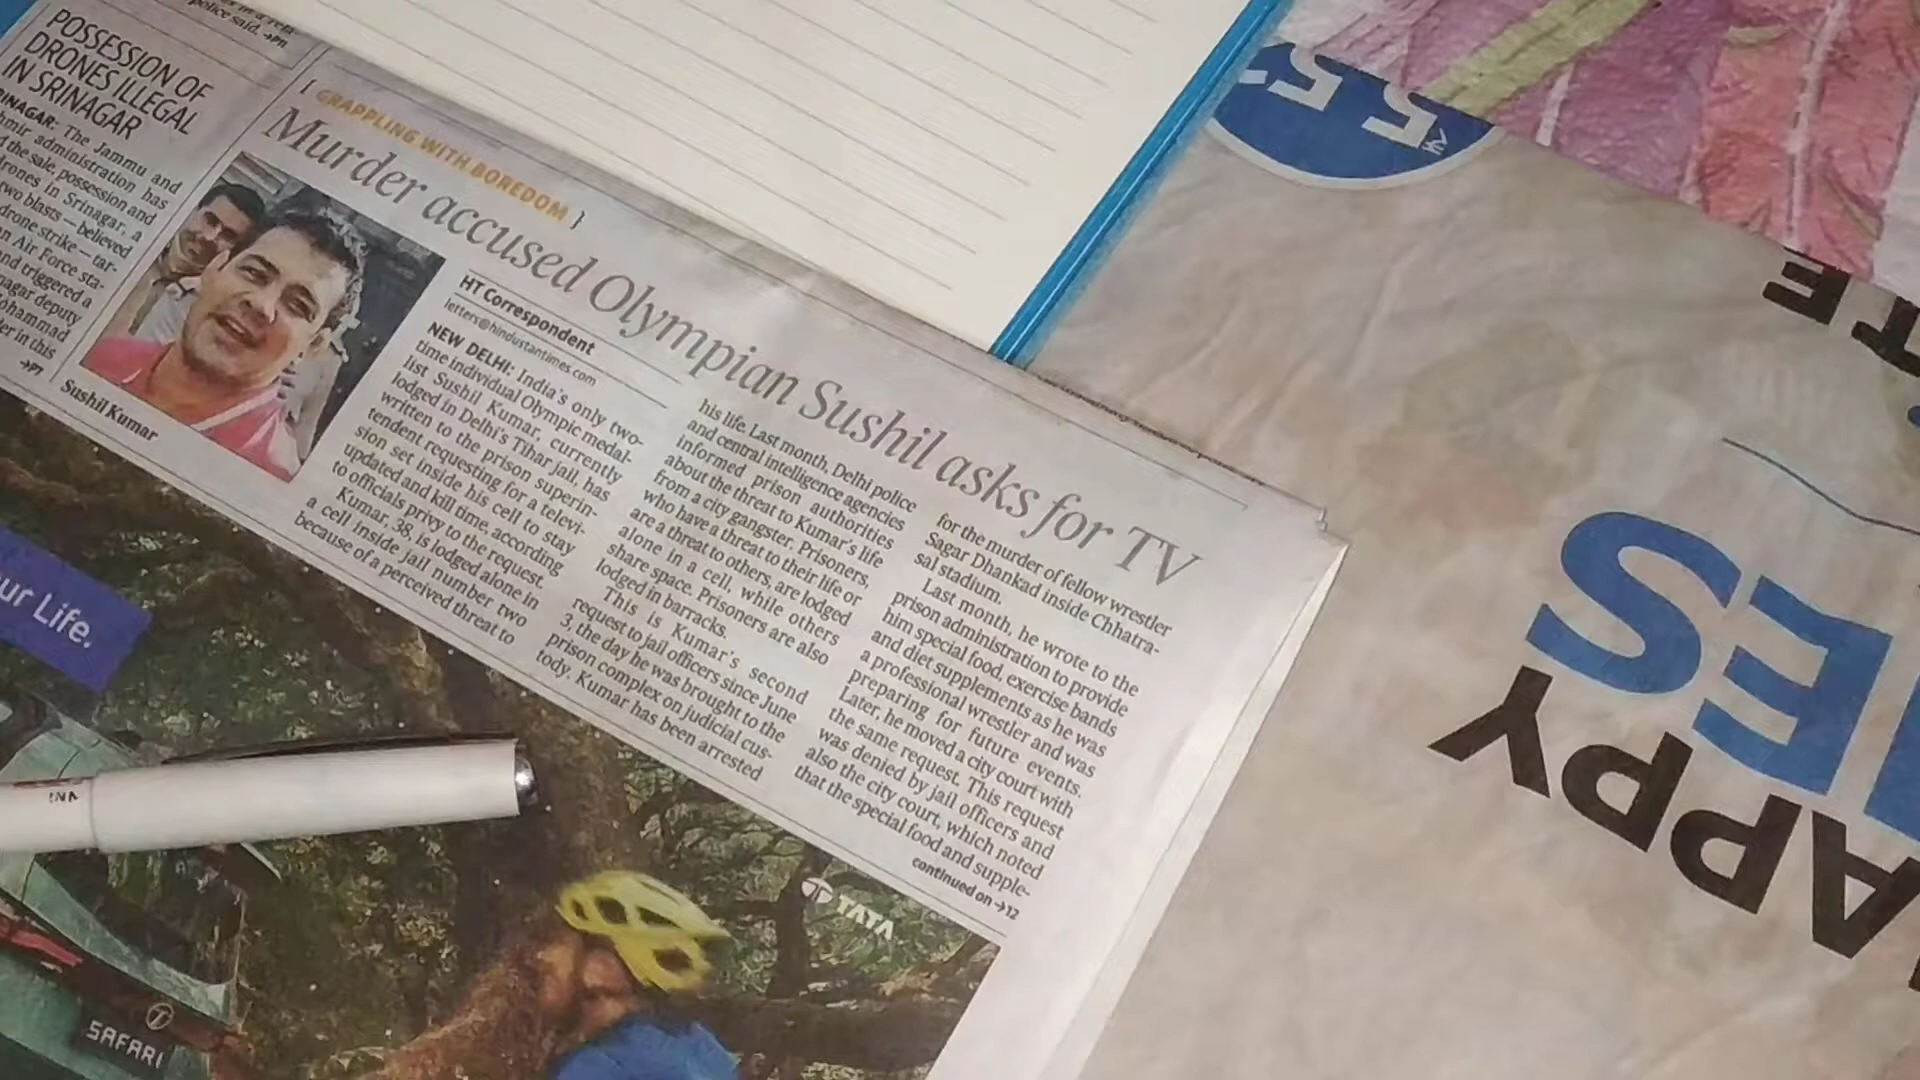 police said. →P11
POSSESSION OF
DRONES ILLEGAL
IN SRINAGAR
The Jammu and
administration has
the sale, possession and
drones in Srinagar, a
two blasts — believed
drone strike — tar-
Air Force sta-
and triggered a
deputy
in this
→P7
{ GRAPPLING WITH BOREDOM }
Murder accused Olympian Sushil asks for TV
Sushil Kumar
HT Correspondent
letters@hindustantimes.com
NEW DELHI: India's only two-
time individual Olympic medal-
list Sushil Kumar, currently
lodged in Delhi's Tihar jail, has
written to the prison superin-
tendent requesting for a televi-
sion set inside his cell to stay
updated and kill time, according
to officials privy to the request.
Kumar, 38, is lodged alone in
a cell inside jail number two
because of a perceived threat to
his life. Last month, Delhi police
and central intelligence agencies
informed prison authorities
about the threat to Kumar's life
from a city gangster. Prisoners,
who have a threat to their life or
are a threat to others, are lodged
alone in a cell, while others
share space. Prisoners are also
lodged in barracks.
This is Kumar's second
request to jail officers since June
3, the day he was brought to the
prison complex on judicial cus-
tody. Kumar has been arrested
for the murder of fellow wrestler
Sagar Dhankad inside Chhatra-
sal stadium.
Last month, he wrote to the
prison administration to provide
him special food, exercise bands
and diet supplements as he was
a professional wrestler and was
preparing for future events.
Later, he moved a city court with
the same request. This request
was denied by jail officers and
also the city court, which noted
that the special food and supple-
continued on →12
Life.
TATA
SAFARI